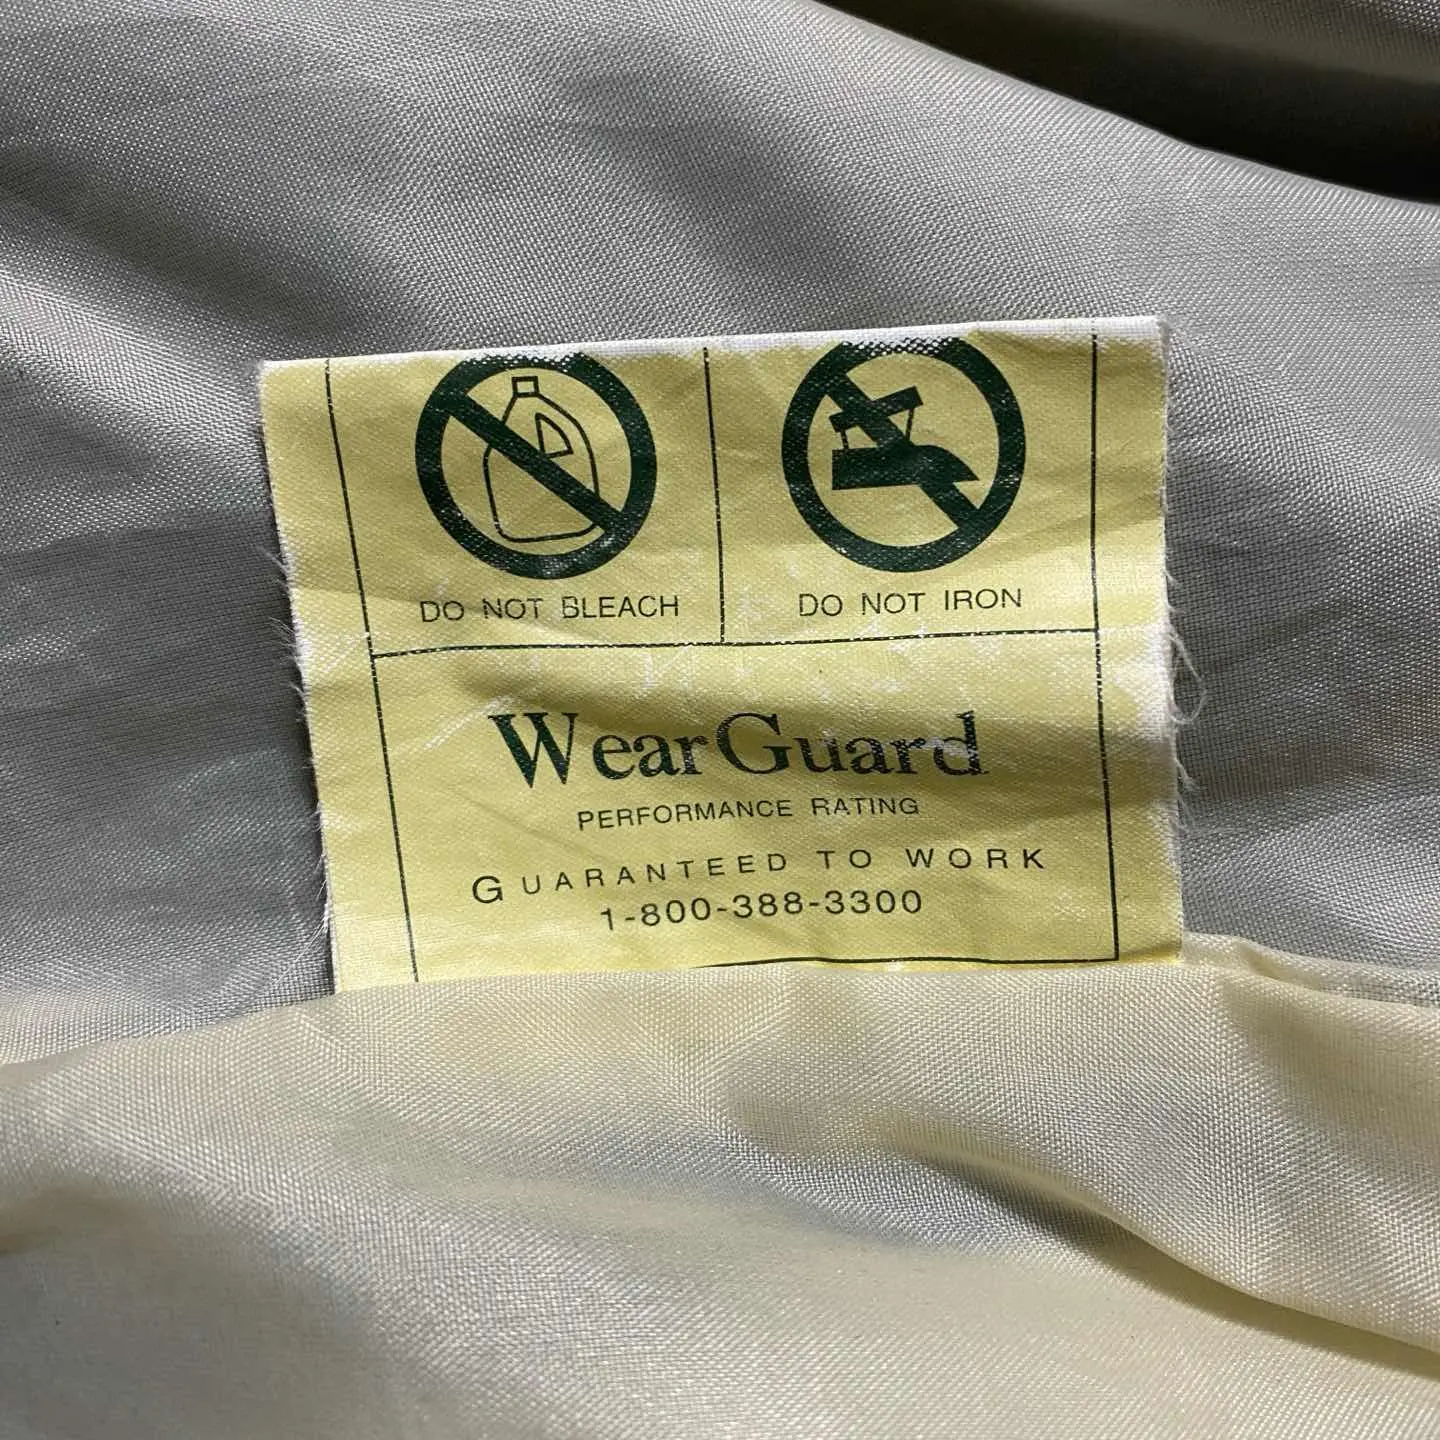 DO NOT BLEACH
DO NOT IRON
WearGuard
PERFORMANCE RATING
GUARANTEED TO WORK
1-800-388-3300